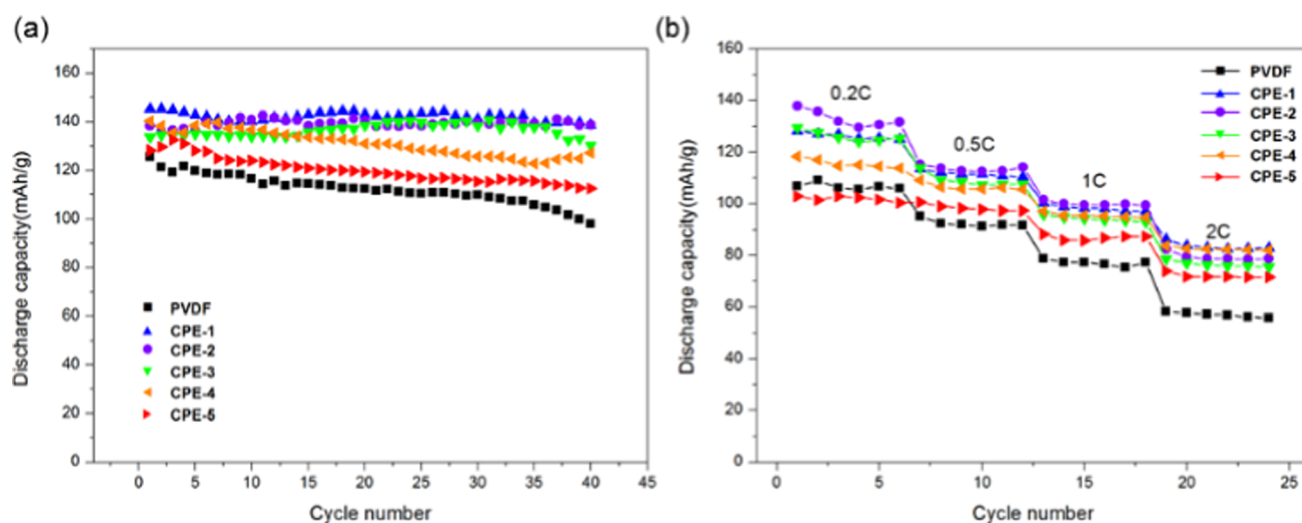 (a)
Discharge capacity(mAh/g)
160
140
120
100
80
60
40
20
0
PVDF
CPE-1
CPE-2
CPE-3
CPE-4
CPE-5
0 5 10 15 20 25 30 35 40 45
Cycle number
(b)
Discharge capacity(mAh/g)
160
140
120
100
80
60
40
20
0
0.2C
0.5C
1C
2C
PVDF
CPE-1
CPE-2
CPE-3
CPE-4
CPE-5
0 5 10 15 20 25
Cycle number